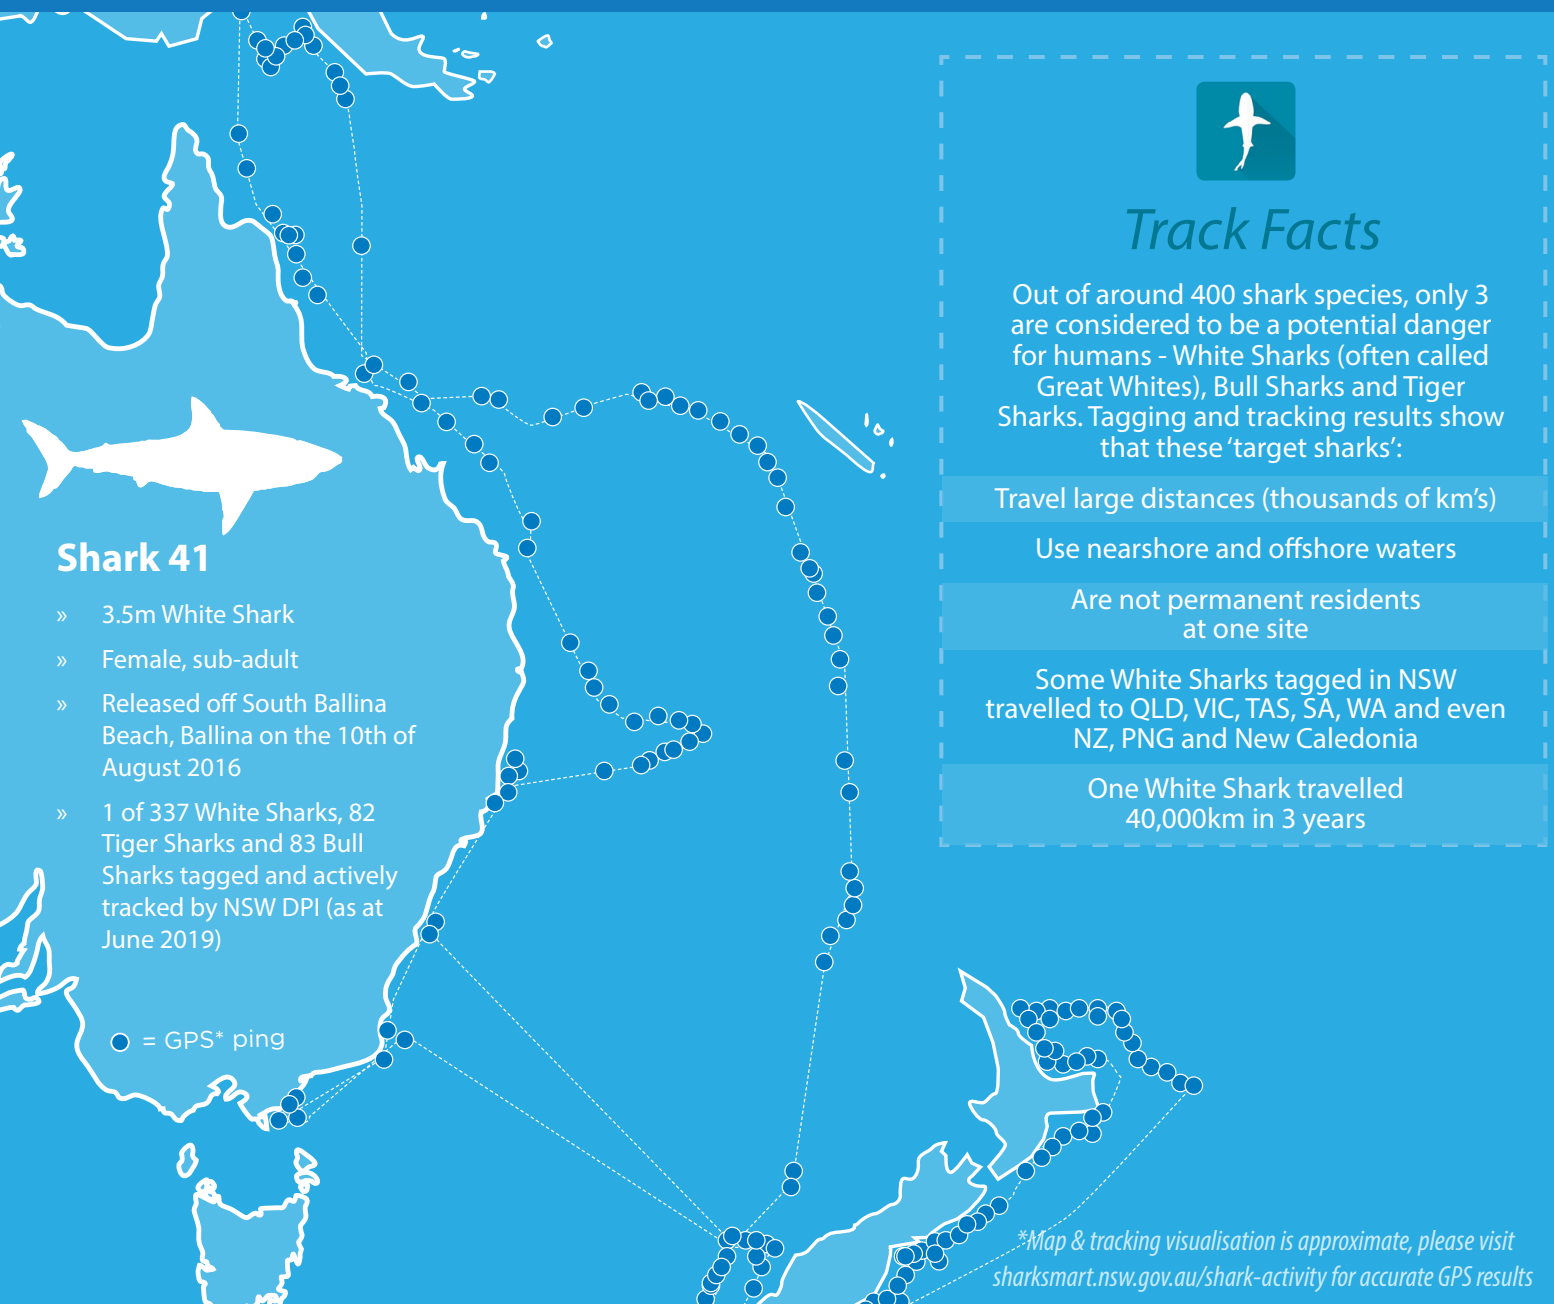 Track Facts
Out of around 400 shark species, only 3
are considered to be a potential danger
for humans - White Sharks (often called
Great Whites), Bull Sharks and Tiger
Sharks. Tagging and tracking results show
that these ‘target sharks’:
Travel large distances (thousands of km’s)
Use nearshore and offshore waters
Are not permanent residents
at one site
Some White Sharks tagged in NSW
travelled to QLD, VIC, TAS, SA, WA and even
NZ, PNG and New Caledonia
One White Shark travelled
40,000km in 3 years
Shark 41
» 3.5m White Shark
» Female, sub-adult
» Released off South Ballina
Beach, Ballina on the 10th of
August 2016
» 1 of 337 White Sharks, 82
Tiger Sharks and 83 Bull
Sharks tagged and actively
tracked by NSW DPI (as at
June 2019)
= GPS* ping
*Map & tracking visualisation is approximate, please visit
sharksmart.nsw.gov.au/shark-activity for accurate GPS results